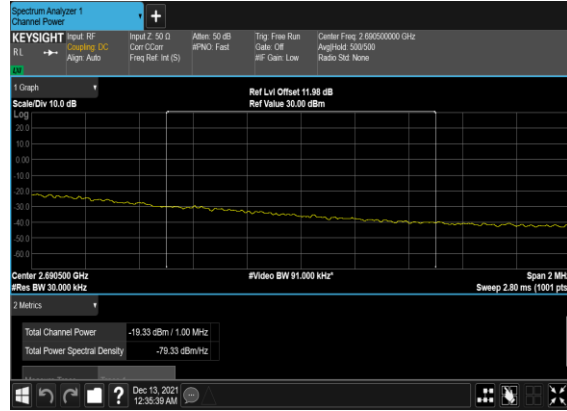 Spectrum Analyzer 1
Channel Power
+
KEYSIGHT Input: RF Input Z: 50 Ω Atten: 50 dB Trig: Free Run Center Freq: 2.690500000 GHz
RL Coupling: DC Corr CCorr #PNO: Fast Gate: Off Avg|Hold: 500/500
Align: Auto Freq Ref: Int (S) #IF Gain: Low Radio Std: None
1 Graph
Ref Lvl Offset 11.98 dB
Scale/Div 10.0 dB Ref Value 30.00 dBm
Log
20.0
10.0
0.00
-10.0
-20.0
-30.0
-40.0
-50.0
-60.0
Center 2.690500 GHz #Video BW 91.000 kHz* Span 2 MHz
#Res BW 30.000 kHz Sweep 2.80 ms (1001 pts)
2 Metrics
Total Channel Power -19.33 dBm / 1.00 MHz
Total Power Spectral Density -79.33 dBm/Hz
? Dec 13, 2021
12:35:39 AM